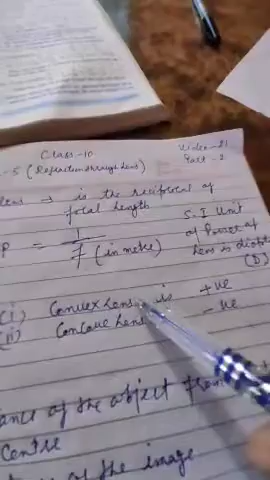 Class-10
Video-21
Part-2
-5 (Refraction through Lens)
Lens → is the reciprocal of
focal length
P = 1/f (in metre)
S.I Unit
of Power of
Lens is
(D)
(i) Convex Lens is +ve
(ii) Concave Lens - ve
of the object from
Centre
of the image